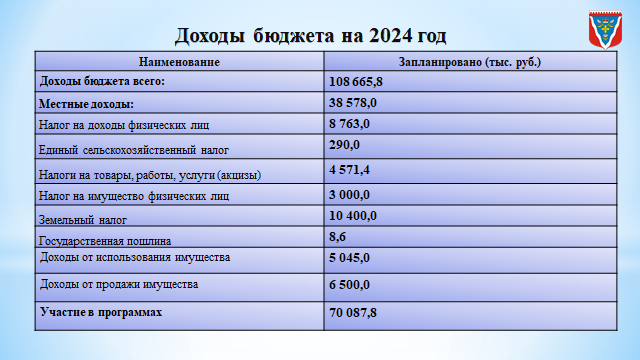 Доходы бюджета на 2024 год
Наименование Запланировано (тыс. руб.)
Доходы бюджета всего: 108 665,8
Местные доходы: 38 578,0
Налог на доходы физических лиц 8 763,0
Единый сельскохозяйственный налог 290,0
Налоги на товары, работы, услуги (акцизы) 4 571,4
Налог на имущество физических лиц 3 000,0
Земельный налог 10 400,0
Государственная пошлина 8,6
Доходы от использования имущества 5 045,0
Доходы от продажи имущества 6 500,0
Участие в программах 70 087,8